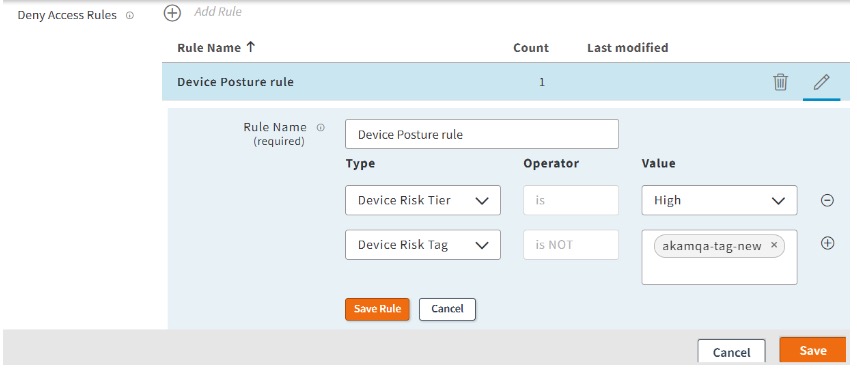 Deny Access Rules
Add Rule
Rule Name ↑ Count Last modified
Device Posture rule 1
Rule Name
(required)
Device Posture rule
Type Operator Value
Device Risk Tier is High
Device Risk Tag is NOT akamqa-tag-new ×
Save Rule Cancel
Cancel Save